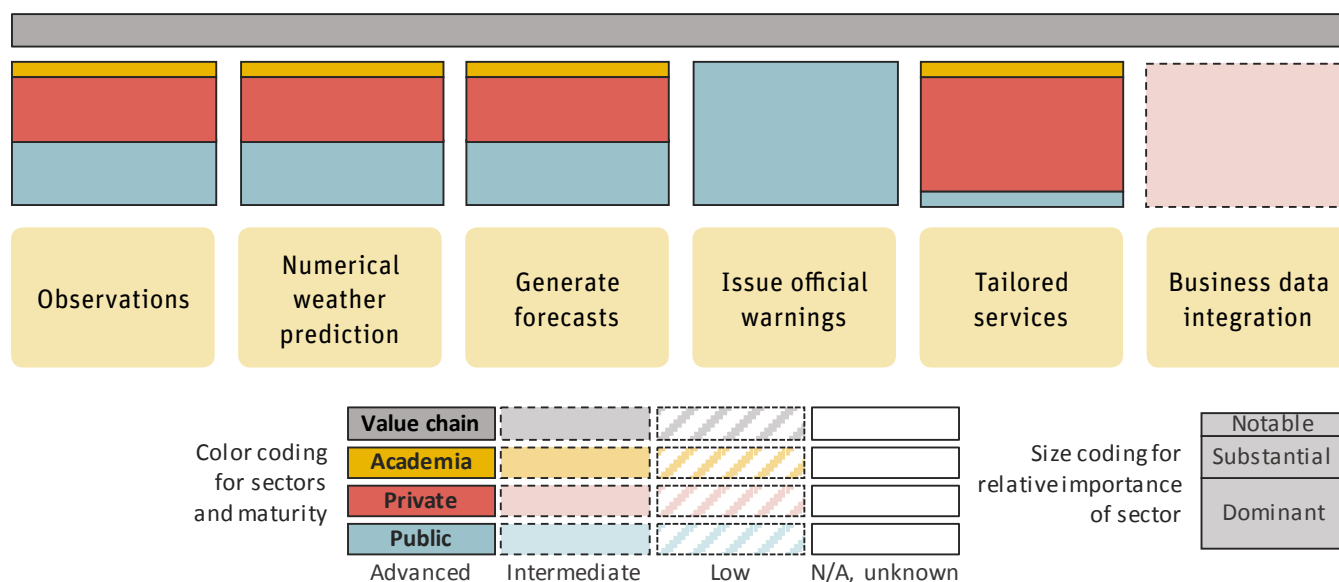 Observations
Numerical
weather
prediction
Generate
forecasts
Issue official
warnings
Tailored
services
Business data
integration
Color coding
for sectors
and maturity
Value chain
Academia
Private
Public
Advanced
Intermediate
Low
N/A, unknown
Size coding for
relative importance
of sector
Notable
Substantial
Dominant